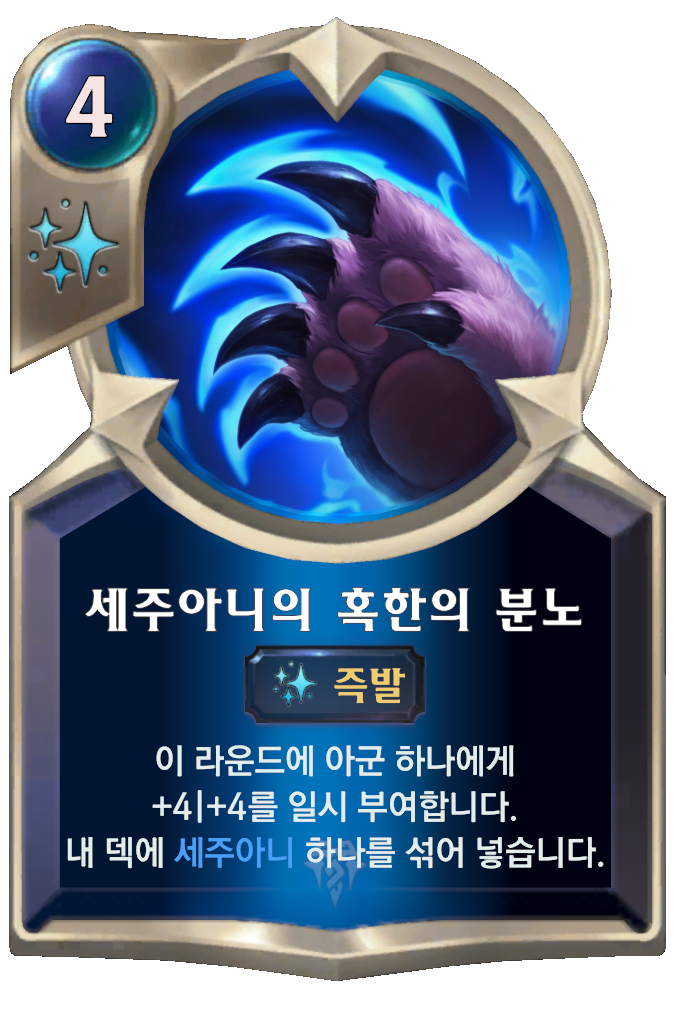 4
세주아니의 혹한의 분노
즉발
이 라운드에 아군 하나에게
+4|+4를 일시 부여합니다.
내 덱에 세주아니 하나를 섞어 넣습니다.